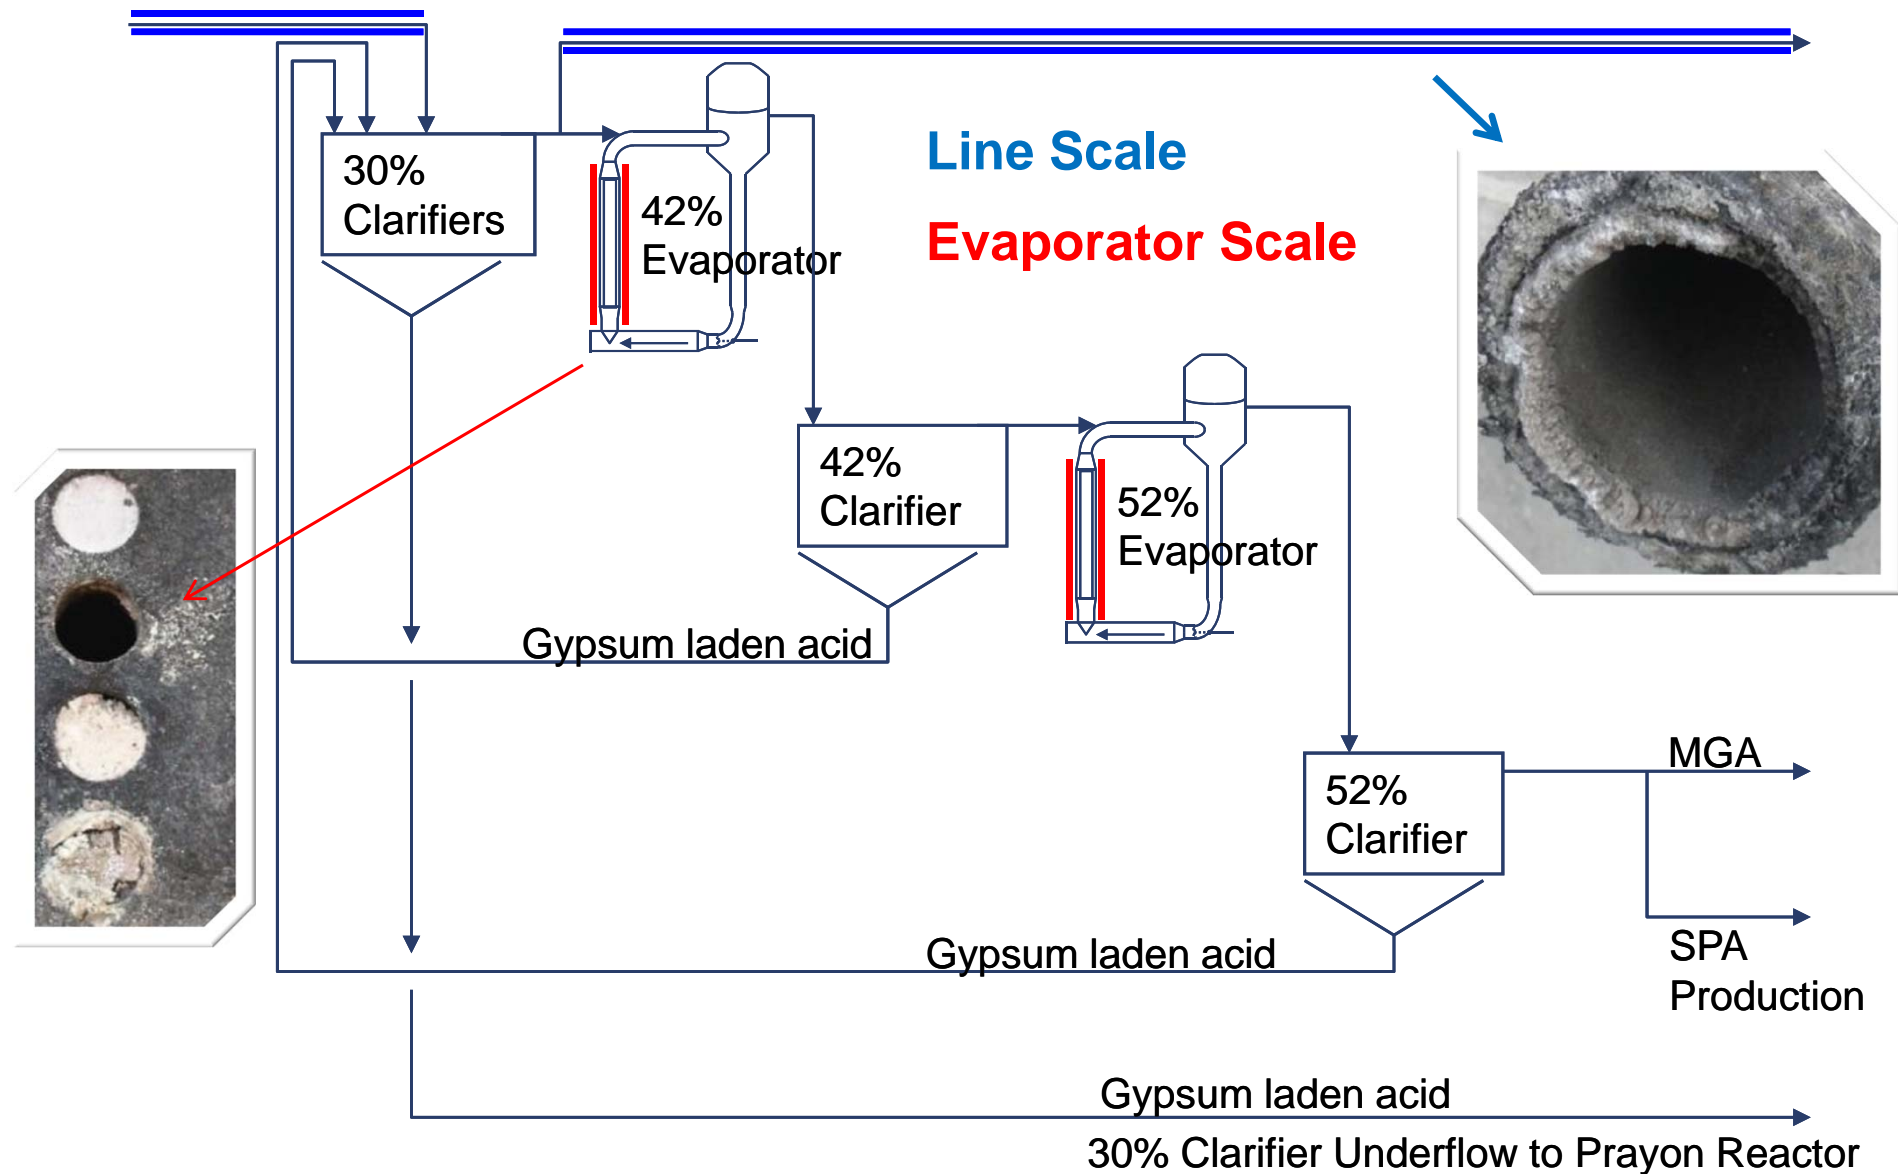 Line Scale
Evaporator Scale
30%
Clarifiers
42%
Evaporator
42%
Clarifier
52%
Evaporator
Gypsum laden acid
MGA
52%
Clarifier
SPA
Production
Gypsum laden acid
Gypsum laden acid
30% Clarifier Underflow to Prayon Reactor